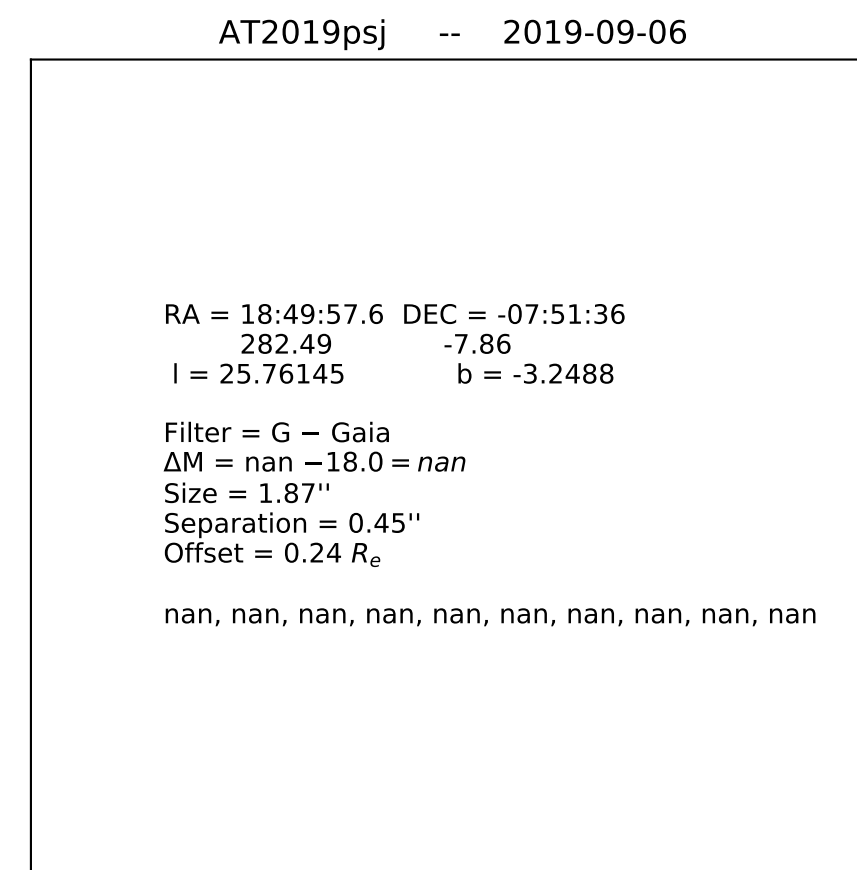 AT2019psj -- 2019-09-06
RA = 18:49:57.6 DEC = -07:51:36
282.49 -7.86
l = 25.76145 b = -3.2488
Filter = G − Gaia
ΔM = nan −18.0 = nan
Size = 1.87''
Separation = 0.45''
Offset = 0.24 Rₑ
nan, nan, nan, nan, nan, nan, nan, nan, nan, nan